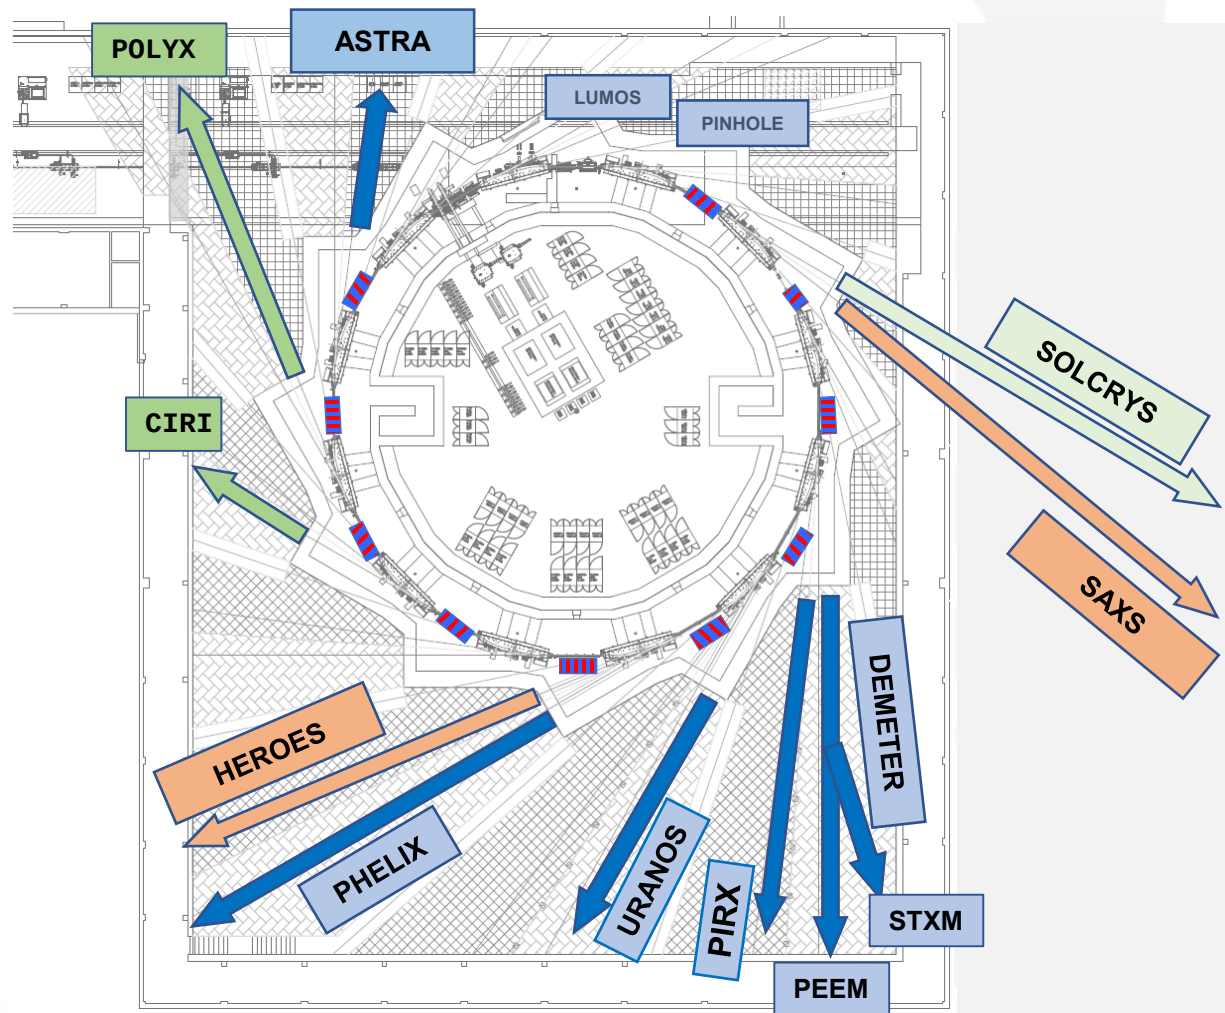 POLYX
ASTRA
LUMOS
PINHOLE
SOLCRYS
CIRI
SAXS
DEMETER
HEROES
PHELIX
URANOS
PIRX
STXM
PEEM